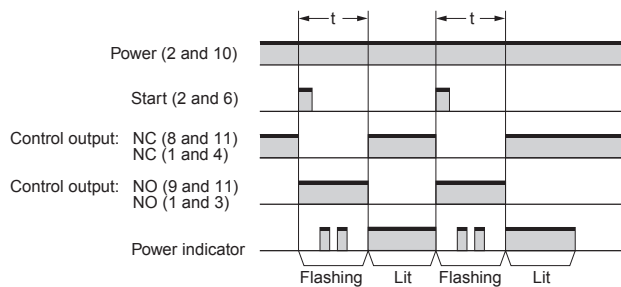 t
t
Power (2 and 10)
Start (2 and 6)
Control output: NC (8 and 11)
NC (1 and 4)
Control output: NO (9 and 11)
NO (1 and 3)
Power indicator
Flashing
Lit
Flashing
Lit